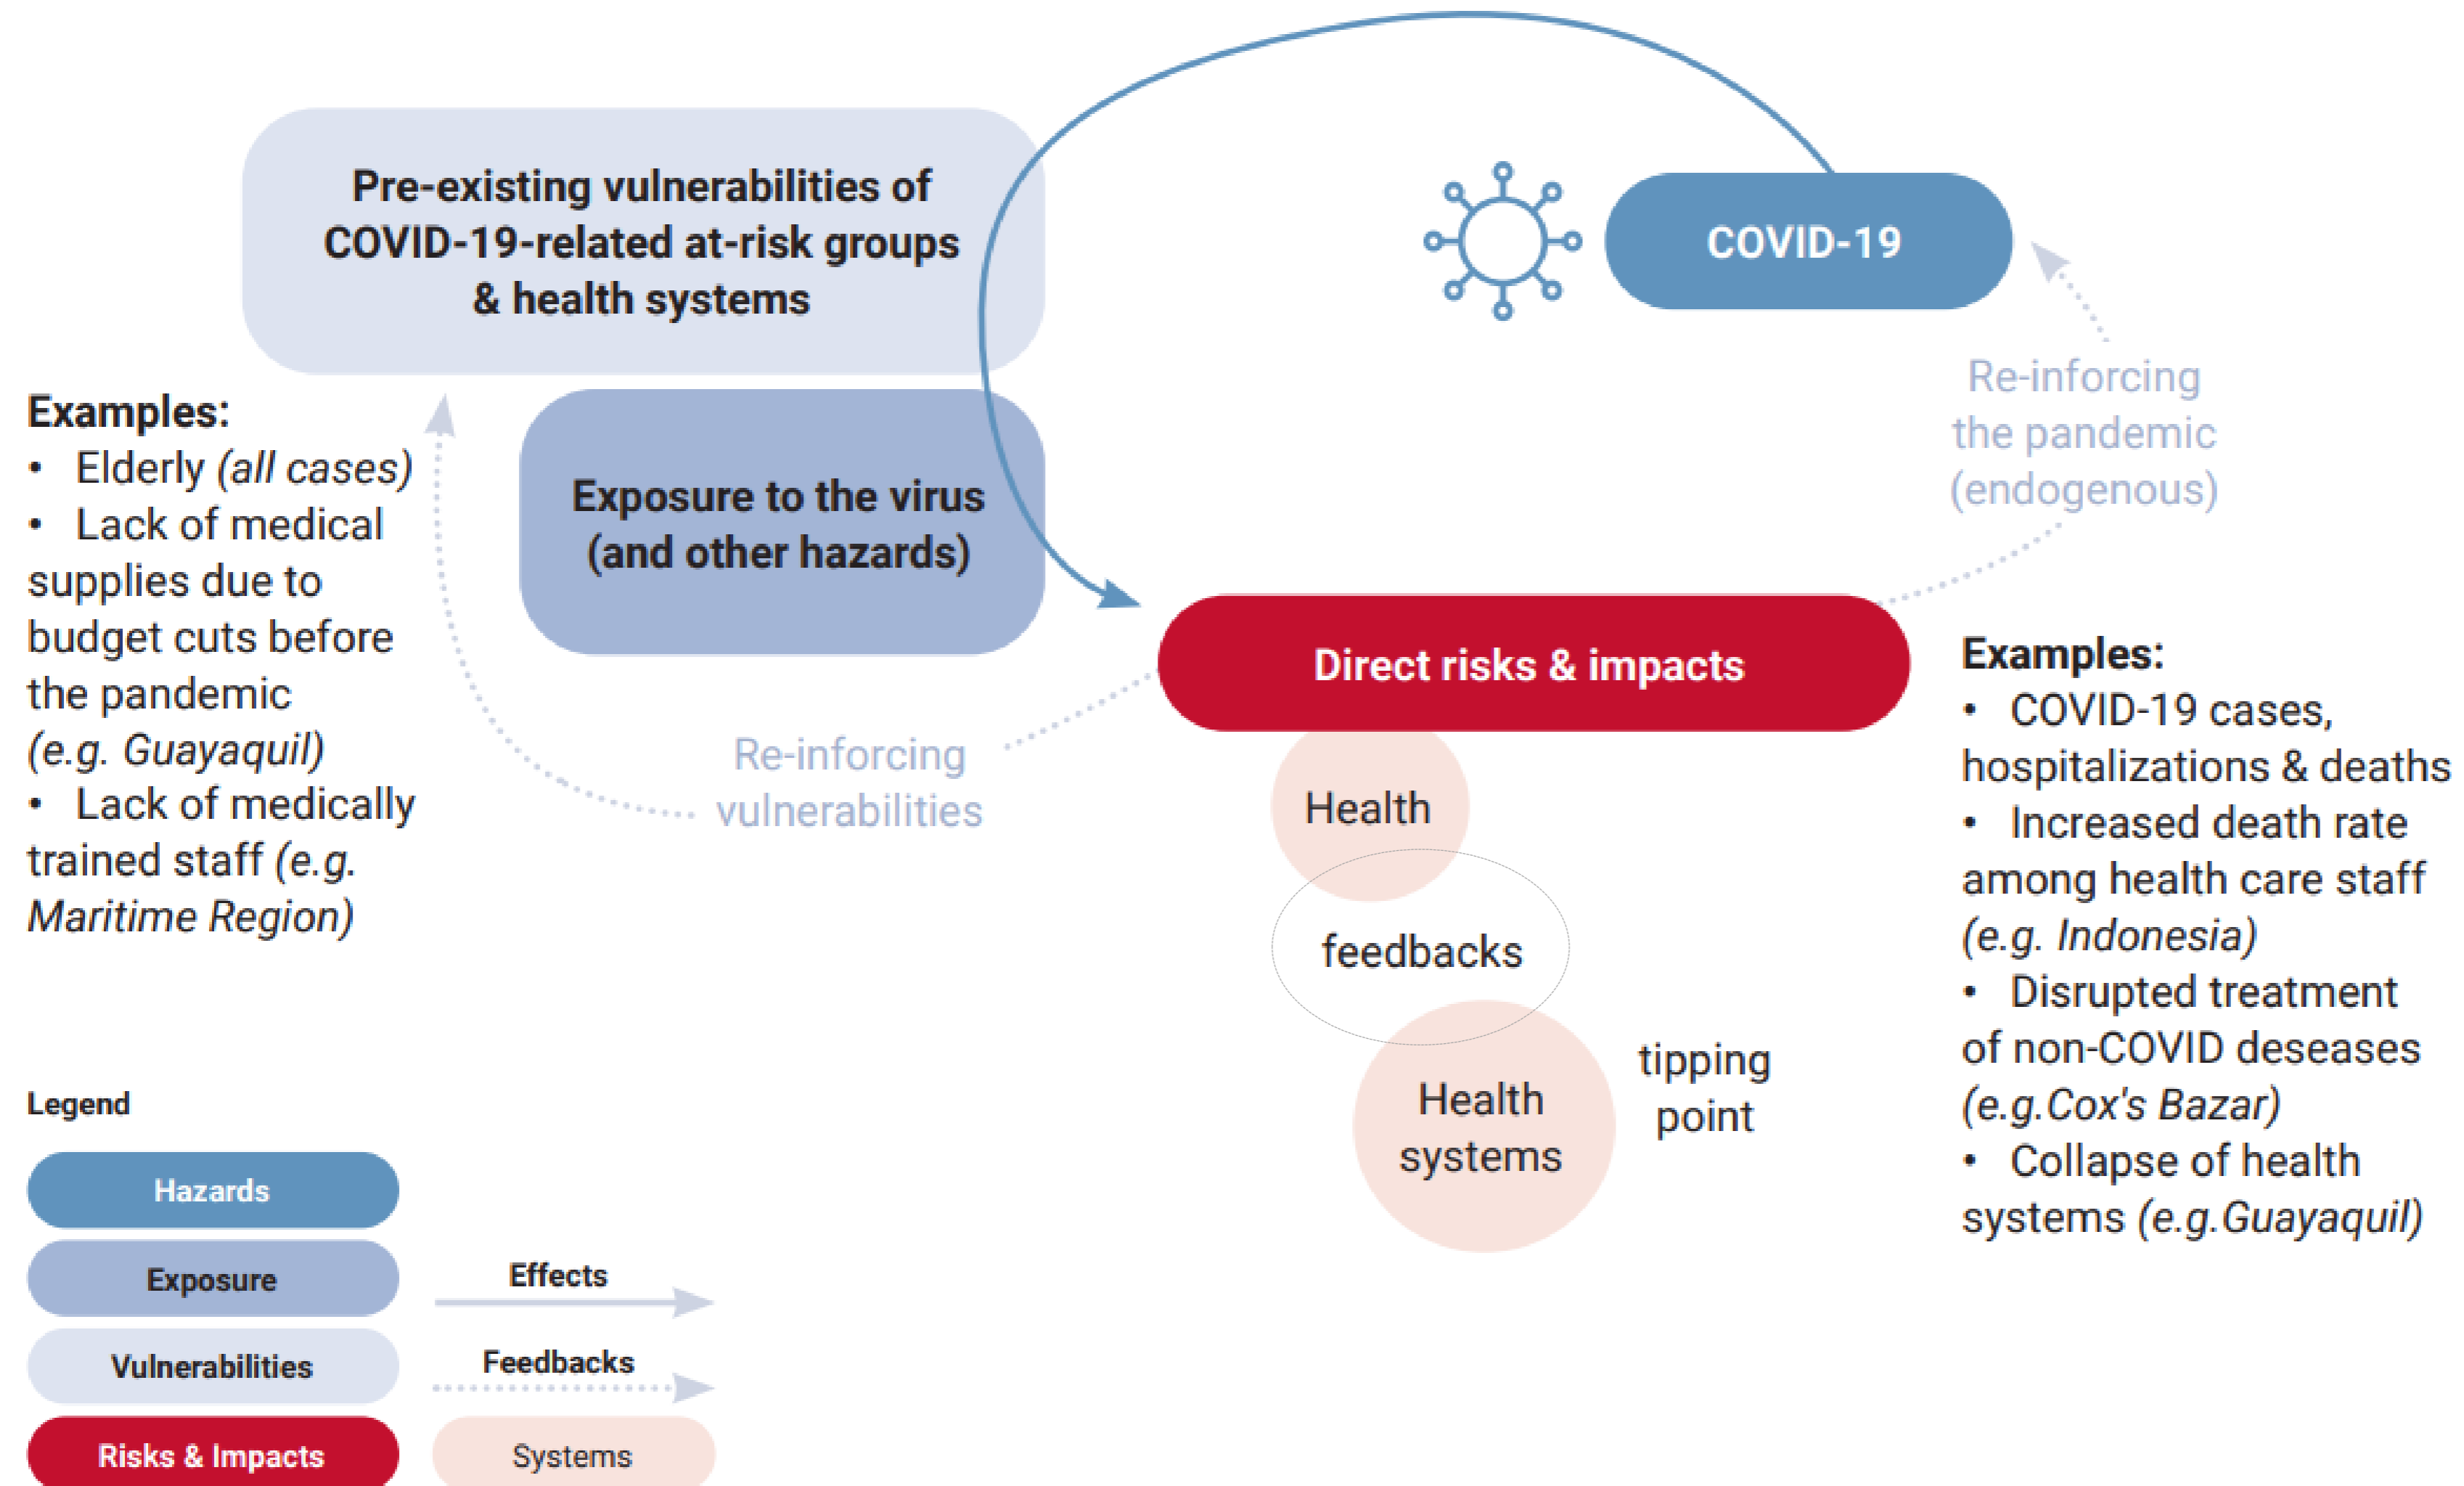 Pre-existing vulnerabilities of
COVID-19-related at-risk groups
& health systems
COVID-19
Exposure to the virus
(and other hazards)
Re-inforcing
the pandemic
(endogenous)
Examples:
• Elderly (all cases)
• Lack of medical
supplies due to
budget cuts before
the pandemic
(e.g. Guayaquil)
• Lack of medically
trained staff (e.g.
Maritime Region)
Re-inforcing
vulnerabilities
Direct risks & impacts
Health
feedbacks
Health
systems
tipping
point
Examples:
• COVID-19 cases,
hospitalizations & deaths
• Increased death rate
among health care staff
(e.g. Indonesia)
• Disrupted treatment
of non-COVID deseases
(e.g.Cox's Bazar)
• Collapse of health
systems (e.g.Guayaquil)
Legend
Hazards
Exposure
Vulnerabilities
Risks & Impacts
Effects
Feedbacks
Systems